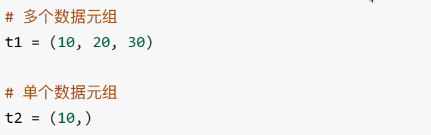 # 多个数据元组
t1 = (10, 20, 30)
# 单个数据元组
t2 = (10,)